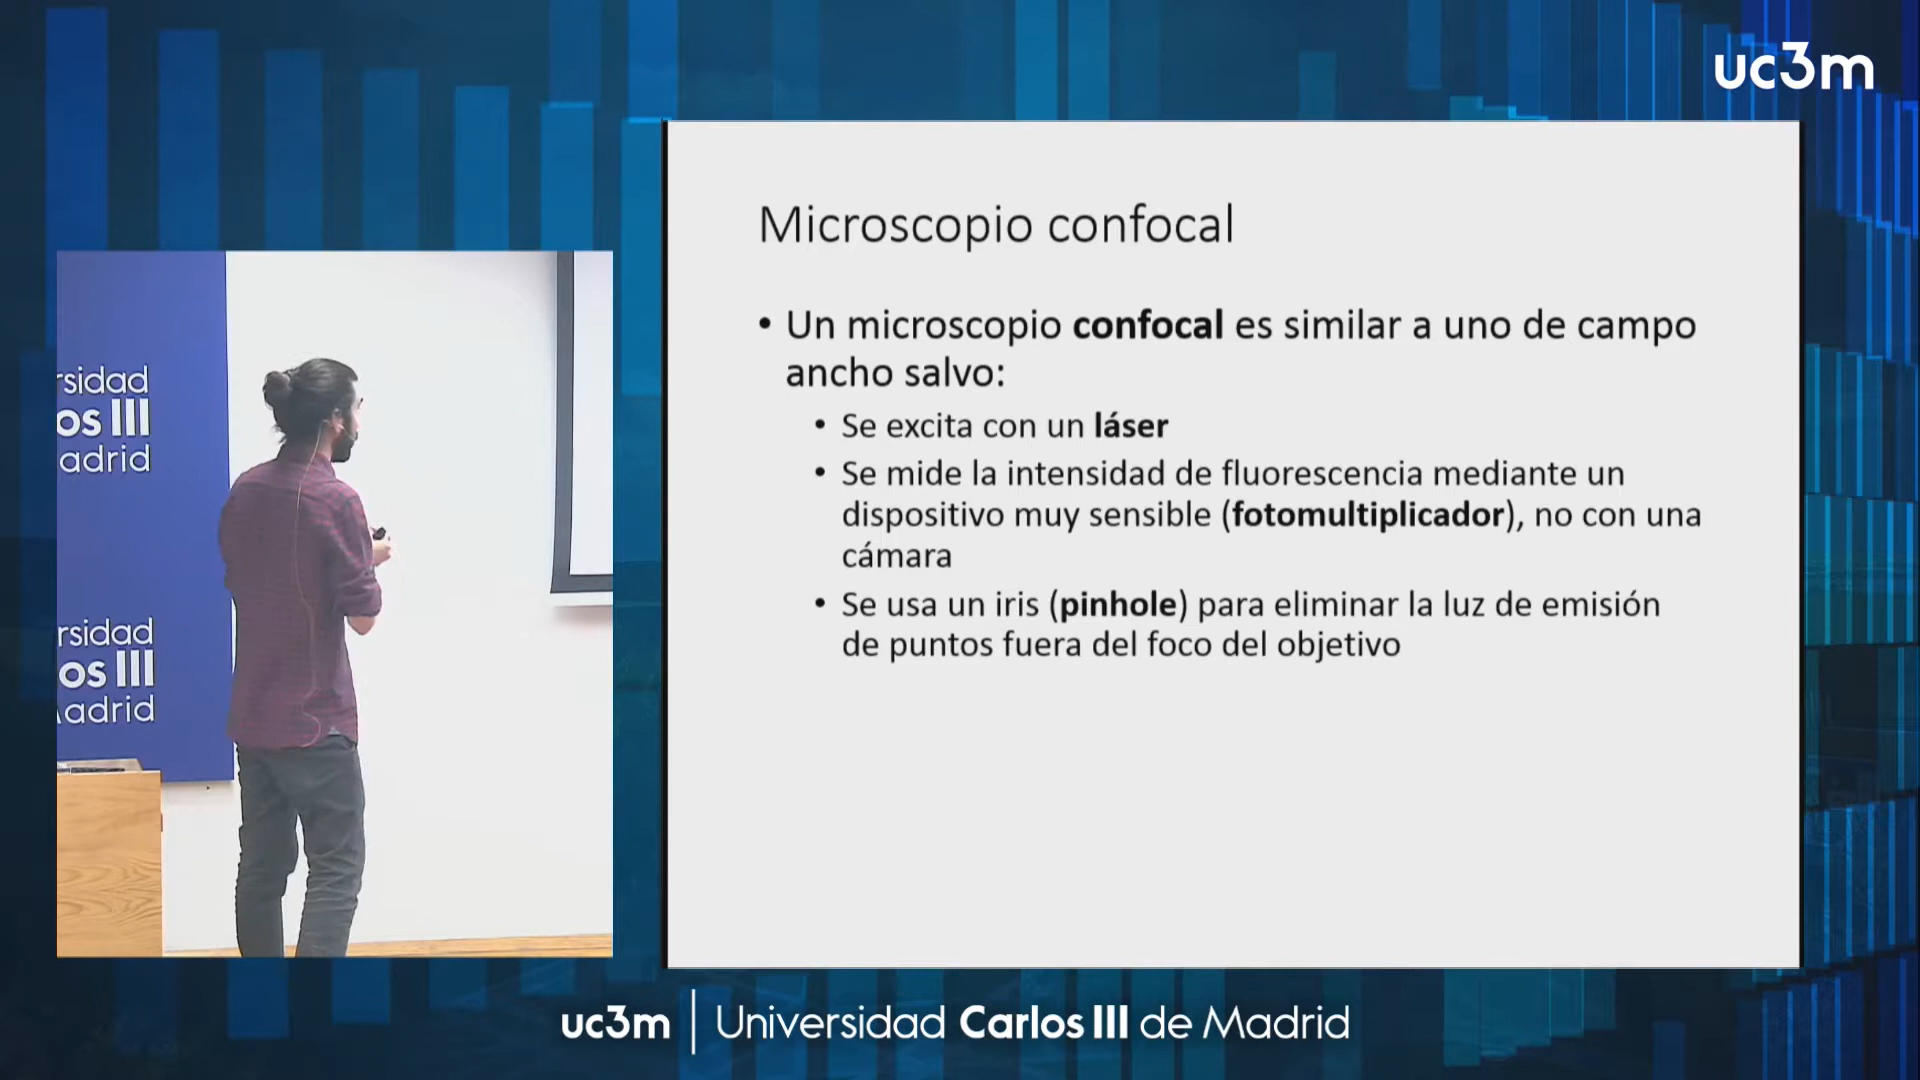 uc3m
Microscopio confocal
• Un microscopio confocal es similar a uno de campo
ancho salvo:
• Se excita con un láser
• Se mide la intensidad de fluorescencia mediante un
dispositivo muy sensible (fotomultiplicador), no con una
cámara
• Se usa un iris (pinhole) para eliminar la luz de emisión
de puntos fuera del foco del objetivo
rsidad
os III
adrid
rsidad
os III
adrid
uc3m | Universidad Carlos III de Madrid